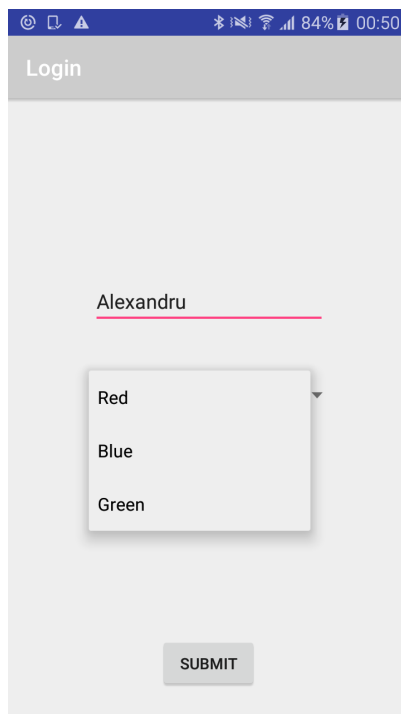 84% 00:50
Login
Alexandru
Red
Blue
Green
SUBMIT